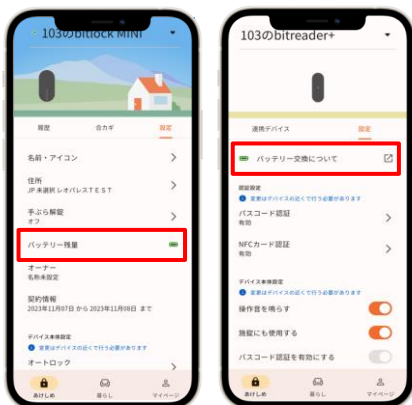 103のbitlock MINI
履歴
合カギ
設定
名前・アイコン
住所
JP 未選択 レオパレスTEST
手ぶら解錠
オフ
バッテリー残量
オーナー
名称未設定
契約情報
2023年11月07日 から 2023年11月08日 まで
デバイス本体設定
変更はデバイスの近くで行う必要があります
オートロック
あけしめ
暮らし
マイページ
103のbitreader+
連携デバイス
設定
バッテリー交換について
認証設定
変更はデバイスの近くで行う必要があります
パスコード認証
有効
NFCカード認証
有効
デバイス本体設定
変更はデバイスの近くで行う必要があります
操作音を鳴らす
施錠にも使用する
パスコード認証を有効にする
あけしめ
暮らし
マイページ